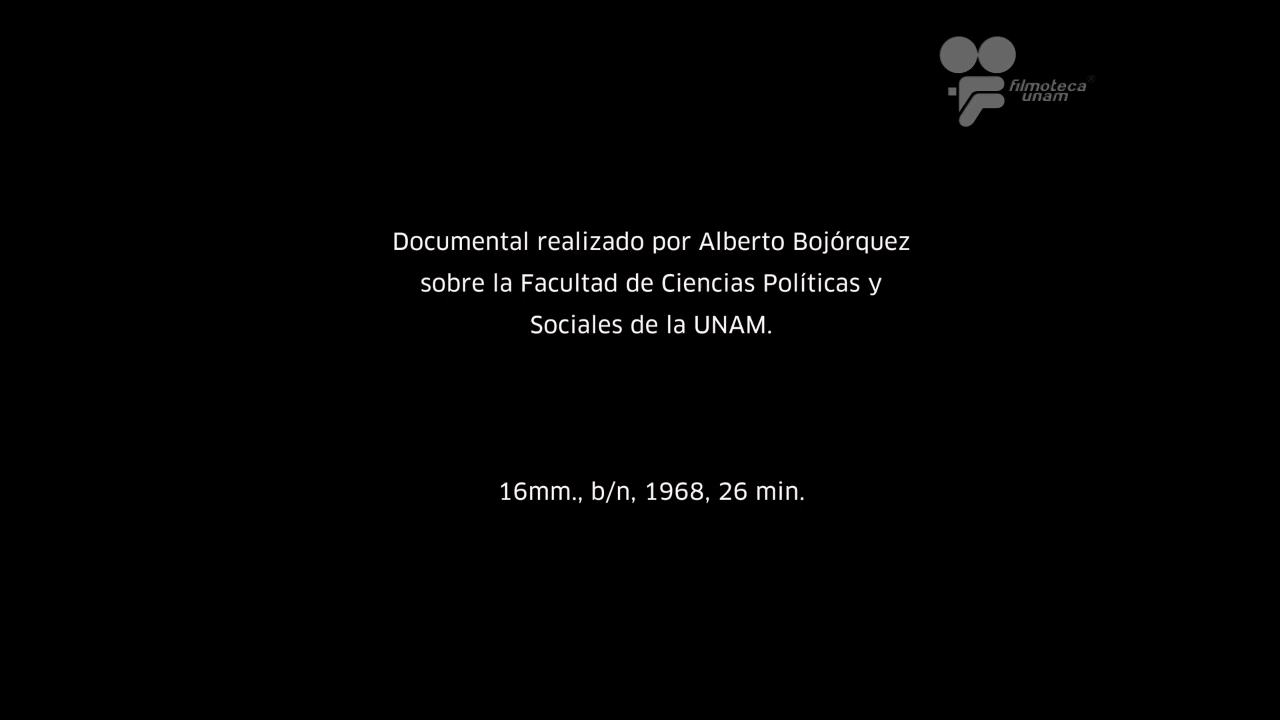 filmoteca
unam
Documental realizado por Alberto Bojórquez
sobre la Facultad de Ciencias Políticas y
Sociales de la UNAM.
16mm., b/n, 1968, 26 min.